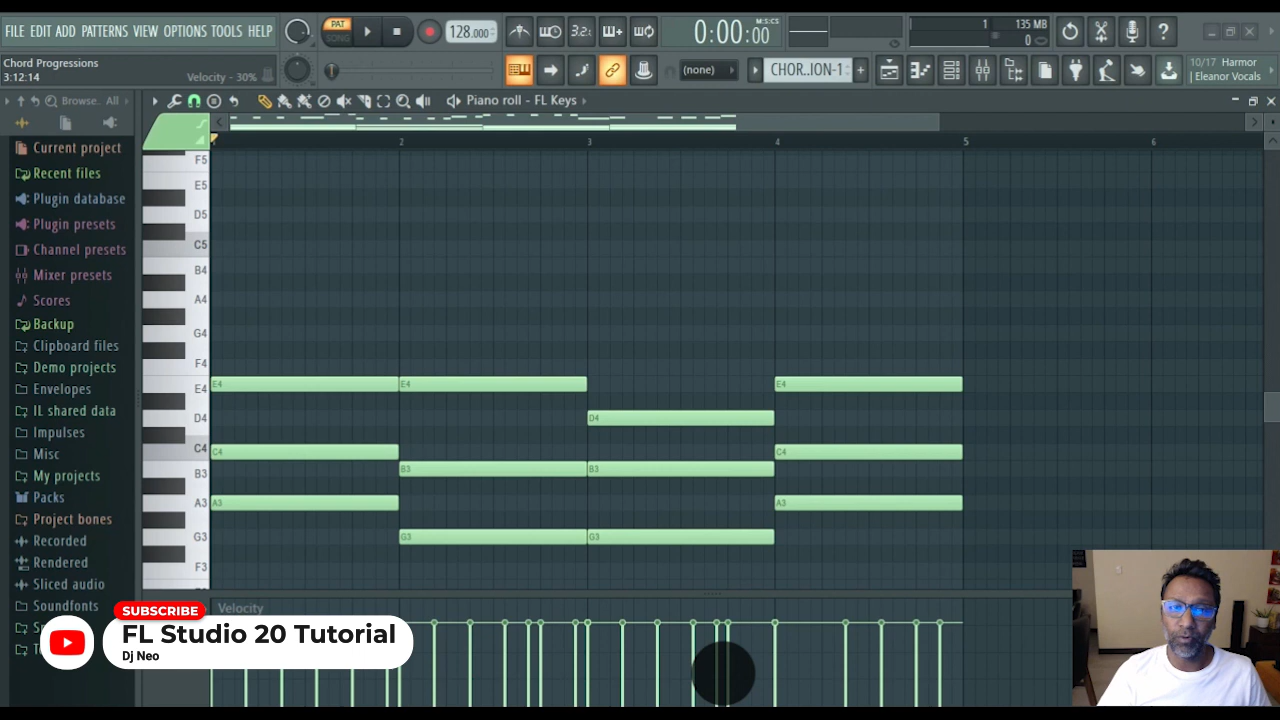 FILE EDIT ADD PATTERNS VIEW OPTIONS TOOLS HELP
PAT
SONG
128.000
3.2:
0:00:00
M:S:CS
1
135 MB
0
Chord Progressions
3:12:14
Velocity - 30%
(none)
CHOR..ION-1
10/17 Harmor
Eleanor Vocals
Browse..
All
Piano roll - FL Keys
2
3
4
5
6
Current project
Recent files
Plugin database
Plugin presets
Channel presets
Mixer presets
Scores
Backup
Clipboard files
Demo projects
Envelopes
IL shared data
Impulses
Misc
My projects
Packs
Project bones
Recorded
Rendered
Sliced audio
Soundfonts
F5
E5
D5
C5
B4
A4
G4
F4
E4
D4
C4
B3
A3
G3
F3
E4
E4
E4
D4
C4
C4
B3
B3
A3
A3
G3
G3
Velocity
SUBSCRIBE
FL Studio 20 Tutorial
Dj Neo